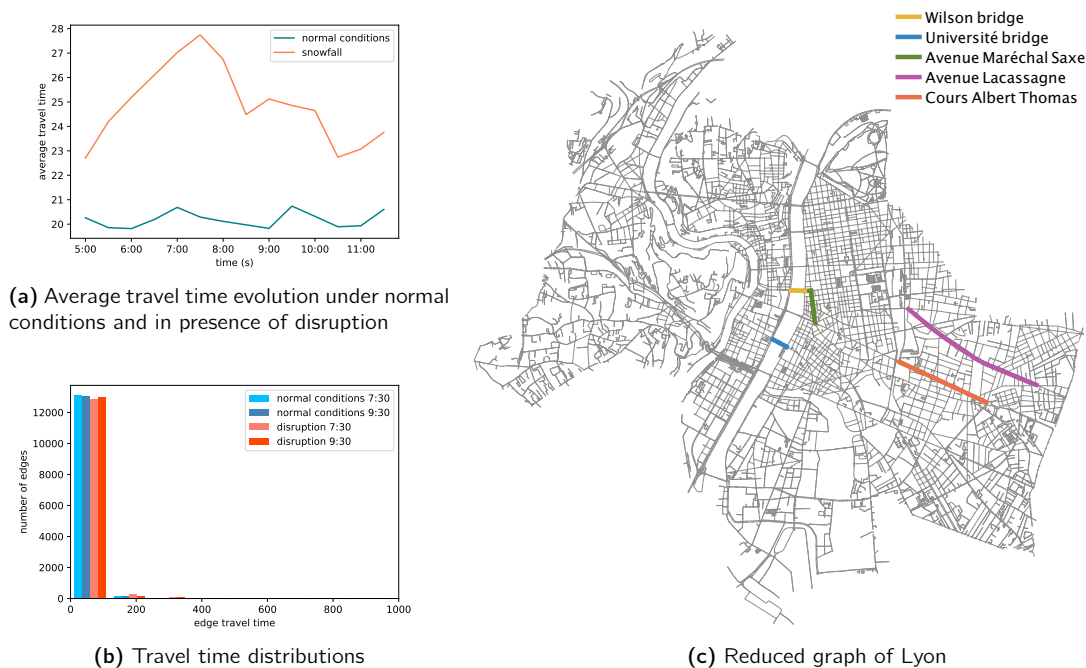 28
27
26
25
24
23
22
21
20
average travel time
normal conditions
snowfall
5:00 6:00 7:00 8:00 9:00 10:00 11:00
time (s)
(a) Average travel time evolution under normal
conditions and in presence of disruption
12000
10000
8000
6000
4000
2000
0
number of edges
normal conditions 7:30
normal conditions 9:30
disruption 7:30
disruption 9:30
0 200 400 600 800 1000
edge travel time
(b) Travel time distributions
Wilson bridge
Université bridge
Avenue Maréchal Saxe
Avenue Lacassagne
Cours Albert Thomas
(c) Reduced graph of Lyon